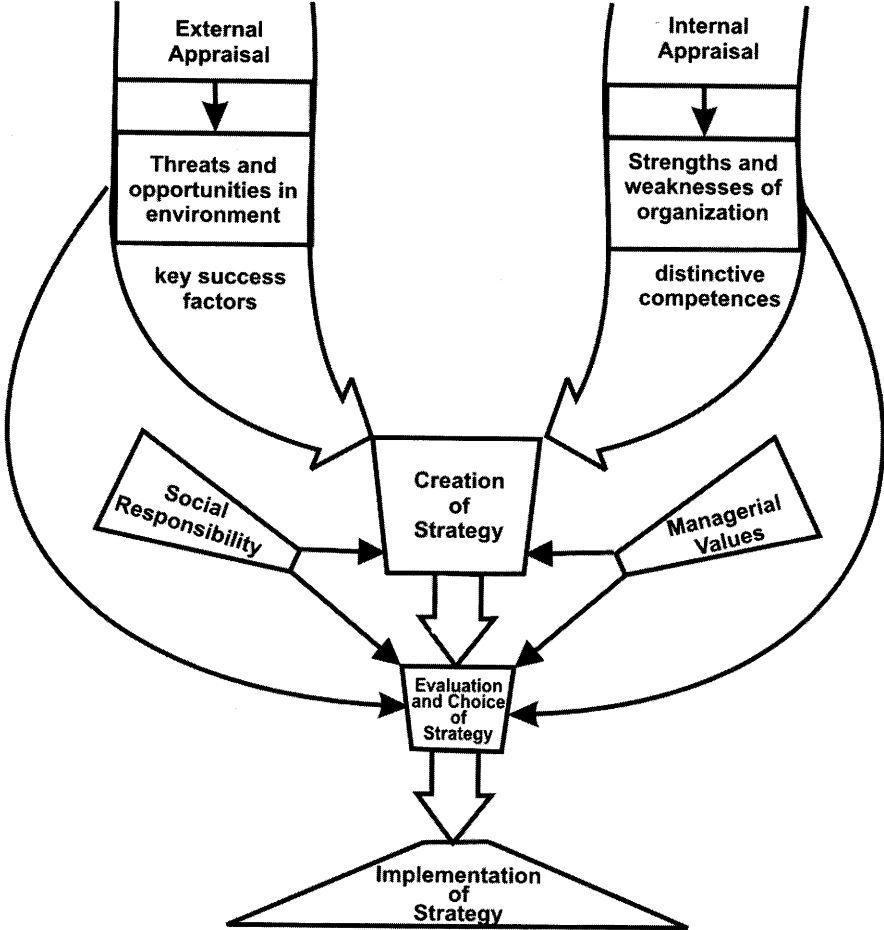 External
Appraisal
Internal
Appraisal
Threats and
opportunities in
environment
Strengths and
weaknesses of
organization
key success
factors
distinctive
competences
Creation
of
Strategy
Social
Responsibility
Managerial
Values
Evaluation
and Choice
of
Strategy
Implementation
of
Strategy